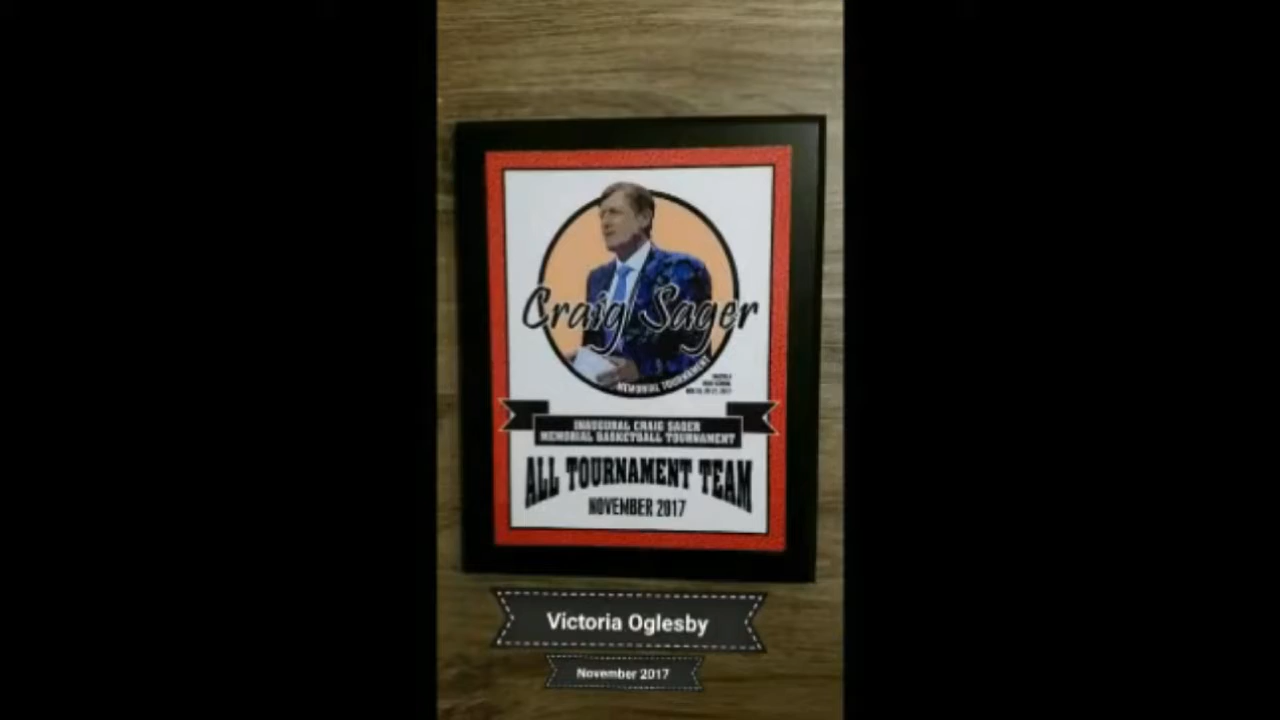 Craig Sager
MEMORIAL TOURNAMENT
INAUGURAL CRAIG SAGER
MEMORIAL BASKETBALL TOURNAMENT
ALL TOURNAMENT TEAM
NOVEMBER 2017
Victoria Oglesby
November 2017